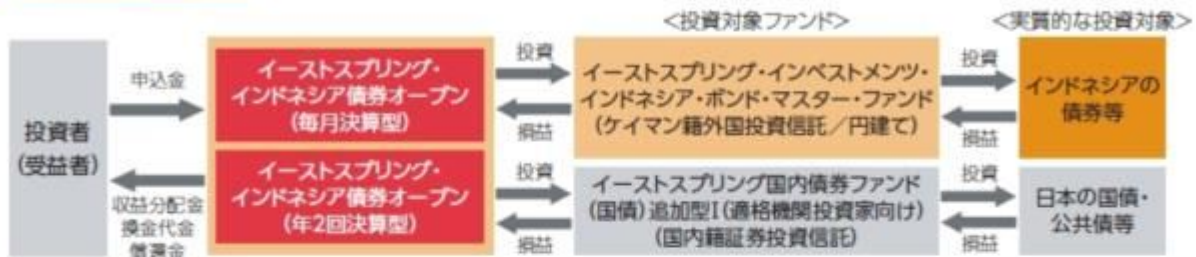 ＜投資対象ファンド＞
＜実質的な投資対象＞
投資者
(受益者)
申込金
収益分配金
換金代金
償還金
イーストスプリング・
インドネシア債券オープン
(毎月決算型)
イーストスプリング・
インドネシア債券オープン
(年2回決算型)
投資
損益
投資
損益
イーストスプリング・インベストメンツ・
インドネシア・ボンド・マスター・ファンド
(ケイマン籍外国投資信託／円建て)
イーストスプリング国内債券ファンド
(国債)追加型I(適格機関投資家向け)
(国内籍証券投資信託)
投資
損益
投資
損益
インドネシアの
債券等
日本の国債・
公共債等